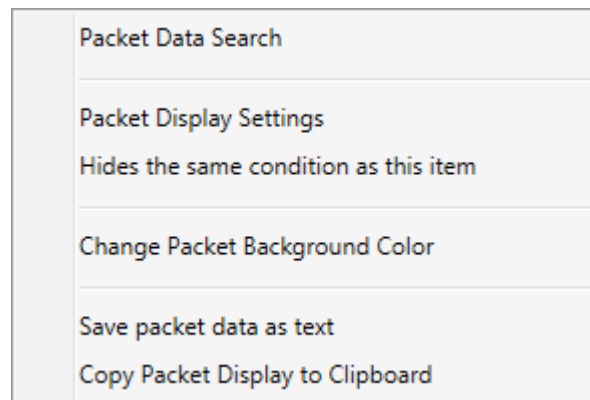 Packet Data Search
Packet Display Settings
Hides the same condition as this item
Change Packet Background Color
Save packet data as text
Copy Packet Display to Clipboard